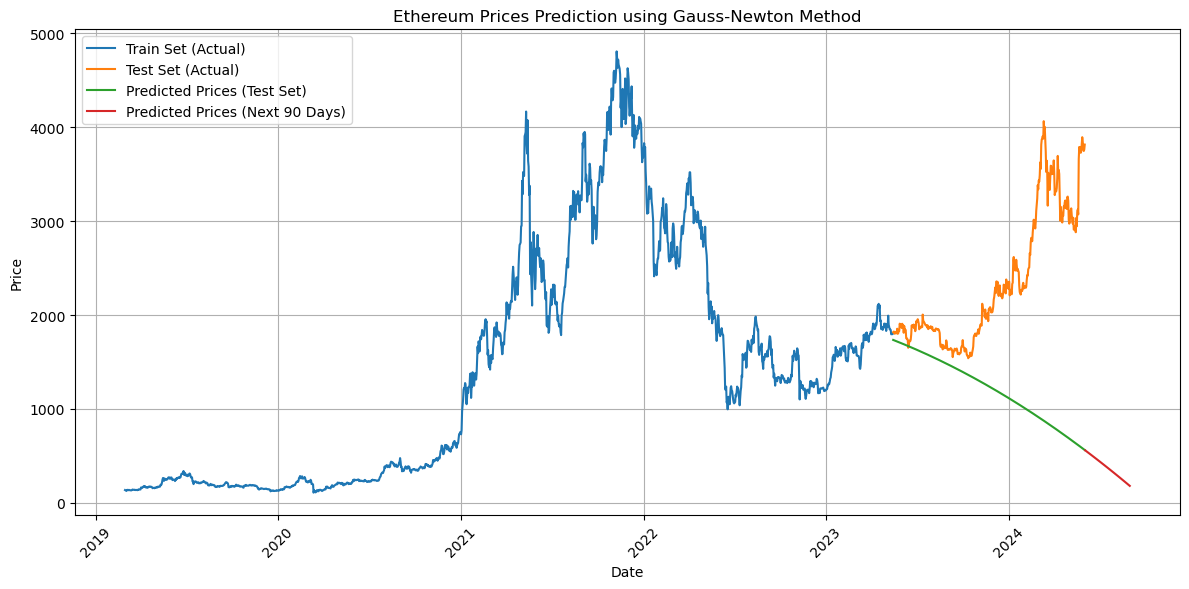 Ethereum Prices Prediction using Gauss-Newton Method
Train Set (Actual)
Test Set (Actual)
Predicted Prices (Test Set)
Predicted Prices (Next 90 Days)
Price
5000
4000
3000
2000
1000
0
2019
2020
2021
2022
2023
2024
Date